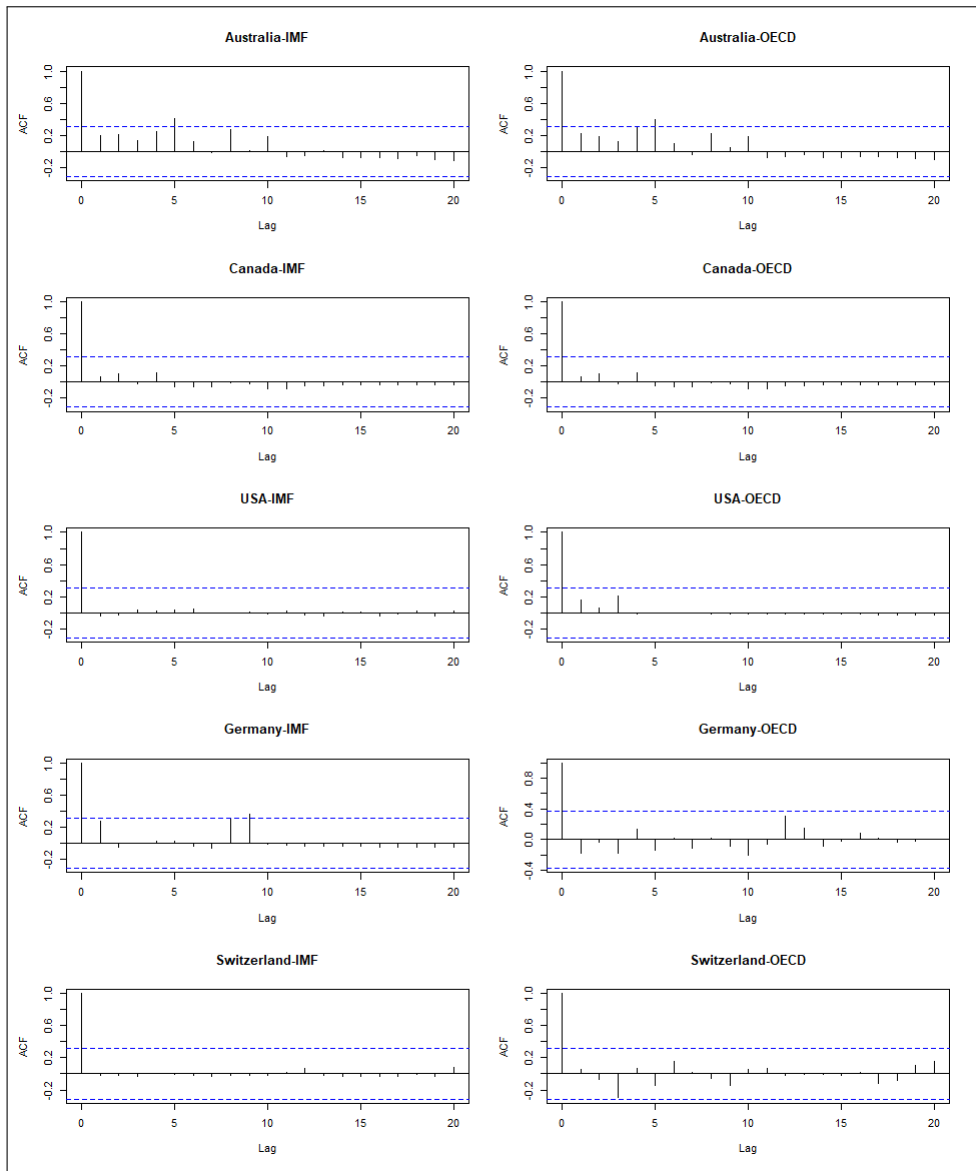 Australia-IMF
ACF
-0.2 0.2 0.6 1.0
0 5 10 15 20
Lag
Australia-OECD
ACF
-0.2 0.2 0.6 1.0
0 5 10 15 20
Lag
Canada-IMF
ACF
-0.2 0.2 0.6 1.0
0 5 10 15 20
Lag
Canada-OECD
ACF
-0.2 0.2 0.6 1.0
0 5 10 15 20
Lag
USA-IMF
ACF
-0.2 0.2 0.6 1.0
0 5 10 15 20
Lag
USA-OECD
ACF
-0.2 0.2 0.6 1.0
0 5 10 15 20
Lag
Germany-IMF
ACF
-0.2 0.2 0.6 1.0
0 5 10 15 20
Lag
Germany-OECD
ACF
-0.4 0.0 0.4 0.8
0 5 10 15 20
Lag
Switzerland-IMF
ACF
-0.2 0.2 0.6 1.0
0 5 10 15 20
Lag
Switzerland-OECD
ACF
-0.2 0.2 0.6 1.0
0 5 10 15 20
Lag